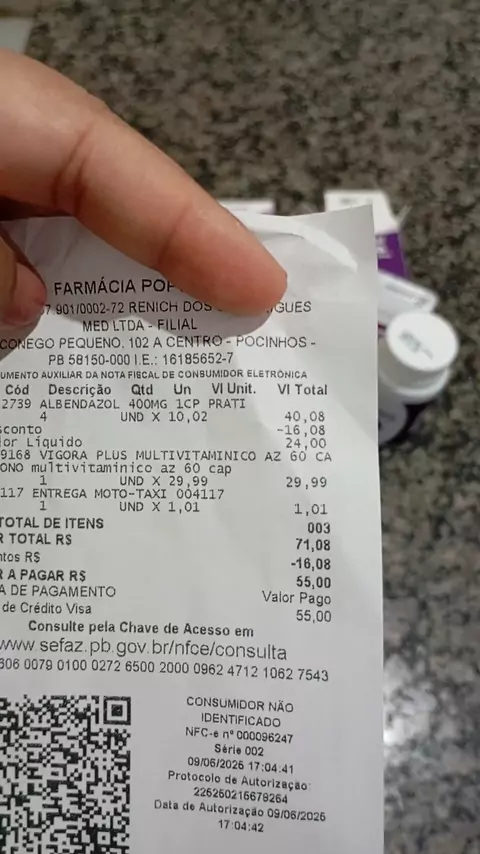 FARMÁCIA POP
7 901/0002-72 RENICH DOS IGUES
MED LTDA - FILIAL
CONEGO PEQUENO, 102 A CENTRO - POCINHOS -
PB 58150-000 I.E.: 16185652-7
UMENTO AUXILIAR DA NOTA FISCAL DE CONSUMIDOR ELETRÔNICA
Cód Descrição Qtd Un Vl Unit. Vl Total
2739 ALBENDAZOL 400MG 1CP PRATI
4 UND X 10,02 40,08
sconto -16,08
lor Líquido 24,00
9168 VIGORA PLUS MULTIVITAMINICO AZ 60 CA
ONO multivitaminico az 60 cap
1 UND X 29,99 29,99
117 ENTREGA MOTO-TAXI 004117
1 UND X 1,01 1,01
TOTAL DE ITENS 003
R TOTAL R$ 71,08
ntos R$ -16,08
R A PAGAR R$ 55,00
A DE PAGAMENTO Valor Pago
de Crédito Visa 55,00
Consulte pela Chave de Acesso em
www.sefaz.pb.gov.br/nfce/consulta
606 0079 0100 0272 6500 2000 0962 4712 1062 7543
CONSUMIDOR NÃO
IDENTIFICADO
NFC-e nº 000096247
Série 002
09/06/2026 17:04:41
Protocolo de Autorização:
225260215678264
Data de Autorização 09/06/2026
17:04:42